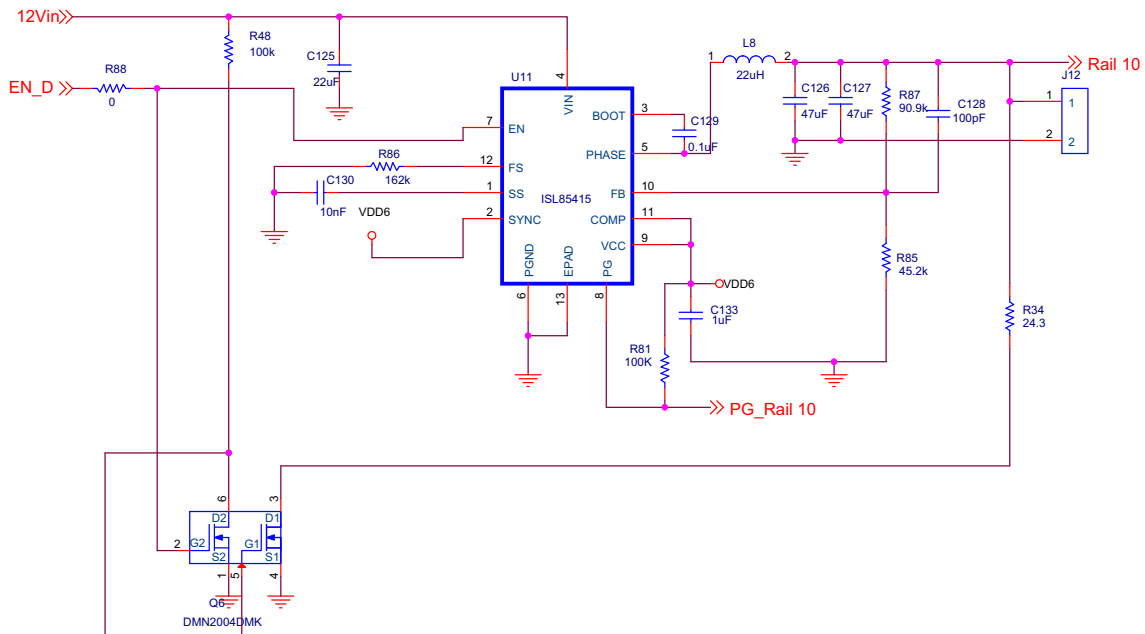 12Vin
R48
100k
C125
22uF
EN_D
R88
0
U11
4
VIN
L8
1
2
22uH
Rail 10
J12
C126
47uF
C127
47uF
R87
90.9k
C128
100pF
1
1
2
2
BOOT
3
C129
0.1uF
7
EN
PHASE
5
R86
162k
12
FS
C130
10nF
1
SS
ISL85415
FB
10
VDD6
2
SYNC
COMP
11
VCC
9
PGND
EPAD
PG
6
13
8
VDD6
C133
1uF
R85
45.2k
R34
24.3
R81
100K
PG_Rail 10
6
3
D2
D1
2
G2
G1
S2
S1
1
5
4
Q6
DMN2004DMK